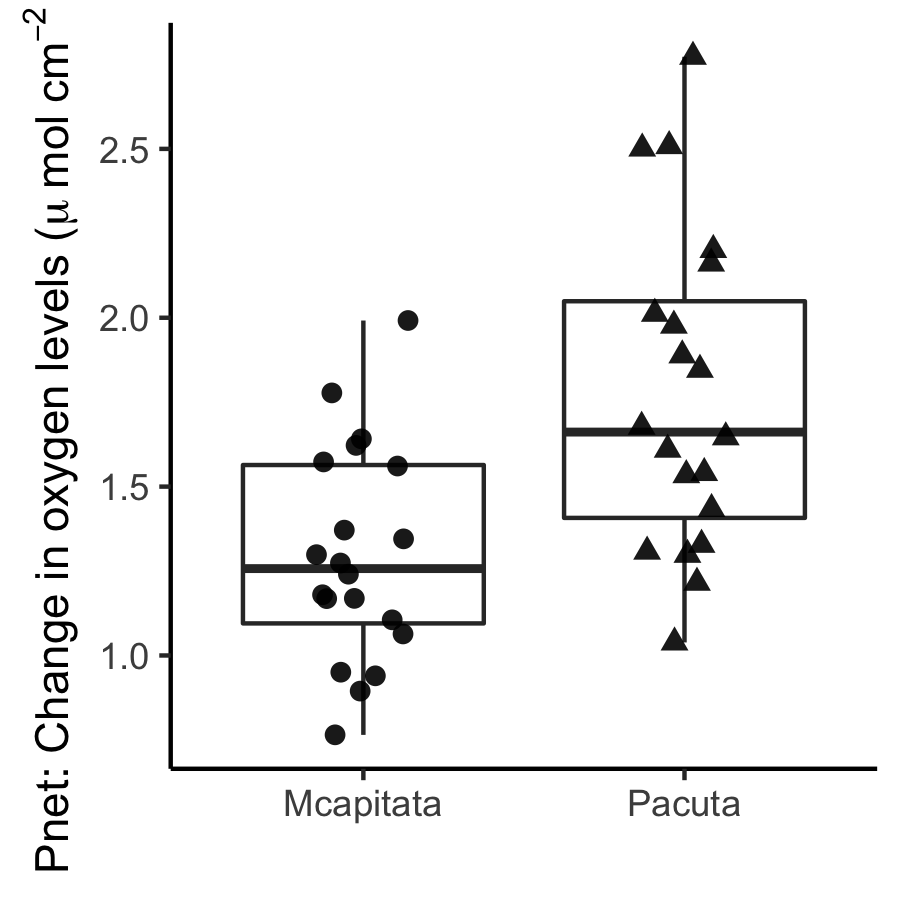 Pnet: Change in oxygen levels (μ mol cm−2
2.5
2.0
1.5
1.0
Mcapitata
Pacuta